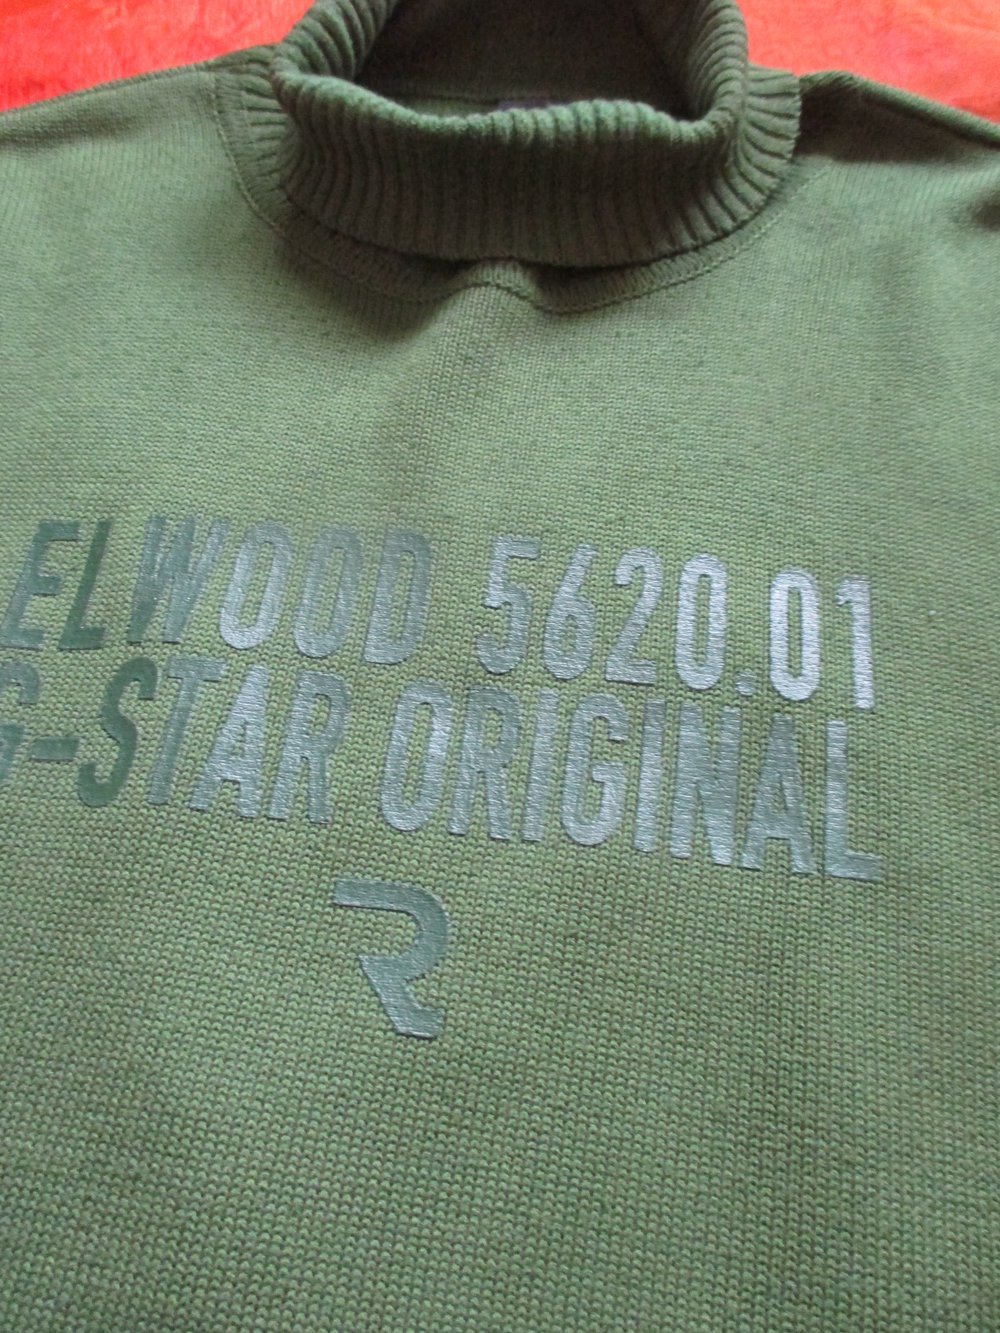 ELWOOD 5620.01
G-STAR ORIGINAL
R